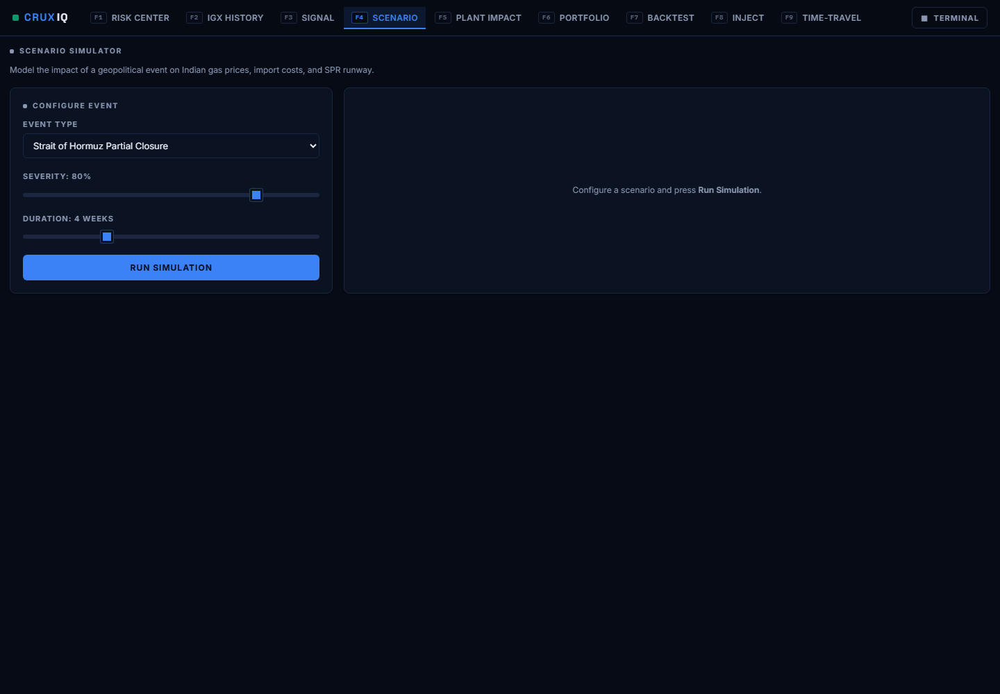 CRUXIQ F1 RISK CENTER F2 IGX HISTORY F3 SIGNAL F4 SCENARIO F5 PLANT IMPACT F6 PORTFOLIO F7 BACKTEST F8 INJECT F9 TIME-TRAVEL TERMINAL
SCENARIO SIMULATOR
Model the impact of a geopolitical event on Indian gas prices, import costs, and SPR runway.
CONFIGURE EVENT
EVENT TYPE
Strait of Hormuz Partial Closure
SEVERITY: 80%
DURATION: 4 WEEKS
RUN SIMULATION
Configure a scenario and press Run Simulation.